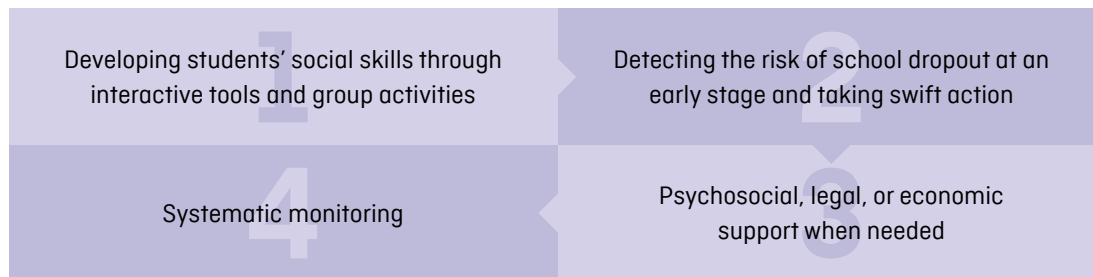 1
Developing students’ social skills through
interactive tools and group activities
2
Detecting the risk of school dropout at an
early stage and taking swift action
3
Psychosocial, legal, or economic
support when needed
4
Systematic monitoring